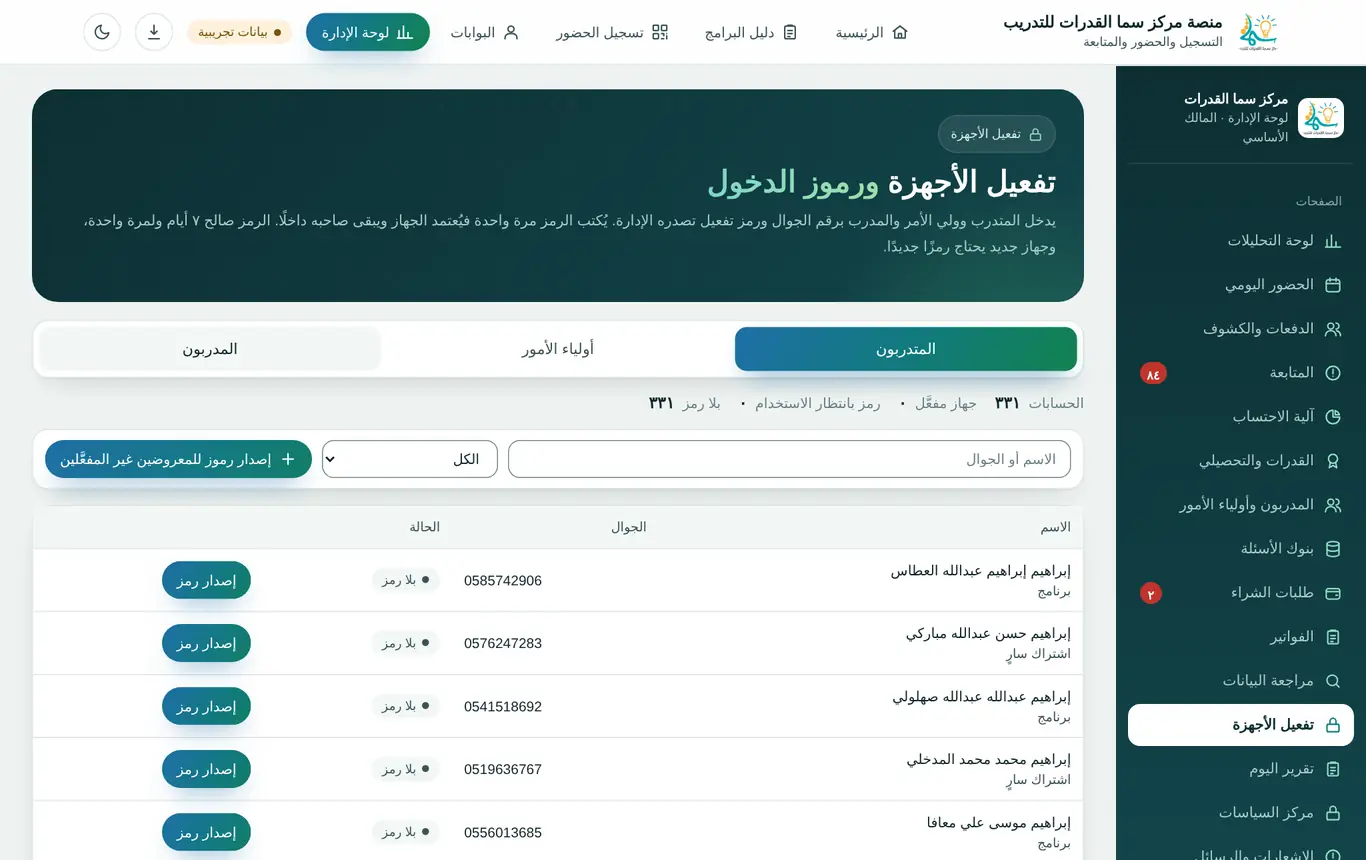 منصة مركز سما القدرات للتدريب
التسجيل والحضور والمتابعة
الرئيسية
دليل البرامج
تسجيل الحضور
البوابات
لوحة الإدارة
بيانات تجريبية
مركز سما القدرات
لوحة الإدارة · المالك
الأساسي
الصفحات
لوحة التحليلات
الحضور اليومي
الدفعات والكشوف
المتابعة ٨٤
آلية الاحتساب
القدرات والتحصيلي
المدربون وأولياء الأمور
بنوك الأسئلة
طلبات الشراء ٢
الفواتير
مراجعة البيانات
تفعيل الأجهزة
تقرير اليوم
مركز السياسات
الإشعارات والرسائل
تفعيل الأجهزة
تفعيل الأجهزة ورموز الدخول
يدخل المتدرب وولي الأمر والمدرب برقم الجوال ورمز تفعيل تصدره الإدارة. يُكتب الرمز مرة واحدة فيُعتمد الجهاز ويبقى صاحبه داخلًا. الرمز صالح ٧ أيام ولمرة واحدة،
وجهاز جديد يحتاج رمزًا جديدًا.
المتدربون
أولياء الأمور
المدربون
الحسابات ٣٣١ جهاز مفعَّل ٠ رمز بانتظار الاستخدام ٠ بلا رمز ٣٣١
الاسم أو الجوال
الكل
إصدار رموز للمعروضين غير المفعَّلين
الاسم الجوال الحالة
إبراهيم إبراهيم عبدالله العطاس 0585742906 بلا رمز إصدار رمز
برنامج
إبراهيم حسن عبدالله مباركي 0576247283 بلا رمز إصدار رمز
اشتراك سارٍ
إبراهيم عبدالله عبدالله صهلولي 0541518692 بلا رمز إصدار رمز
برنامج
إبراهيم محمد محمد المدخلي 0519636767 بلا رمز إصدار رمز
اشتراك سارٍ
إبراهيم موسى علي معافا 0556013685 بلا رمز إصدار رمز
برنامج